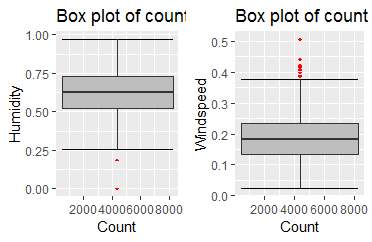 Box plot of count
Humidity
1.00
0.75
0.50
0.25
0.00
2000 4000 6000 8000
Count
Box plot of count
Windspeed
0.5
0.4
0.3
0.2
0.1
0.0
2000 4000 6000 8000
Count